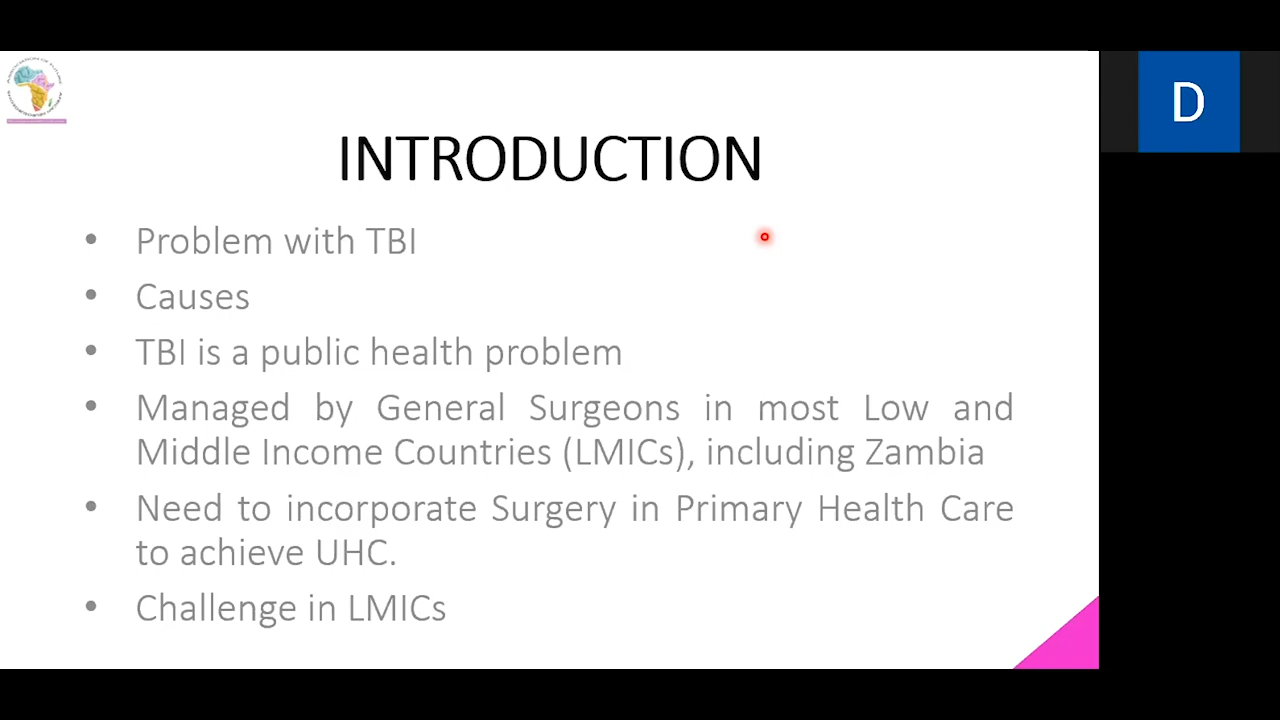 INTRODUCTION
• Problem with TBI
• Causes
• TBI is a public health problem
• Managed by General Surgeons in most Low and
Middle Income Countries (LMICs), including Zambia
• Need to incorporate Surgery in Primary Health Care
to achieve UHC.
• Challenge in LMICs
D